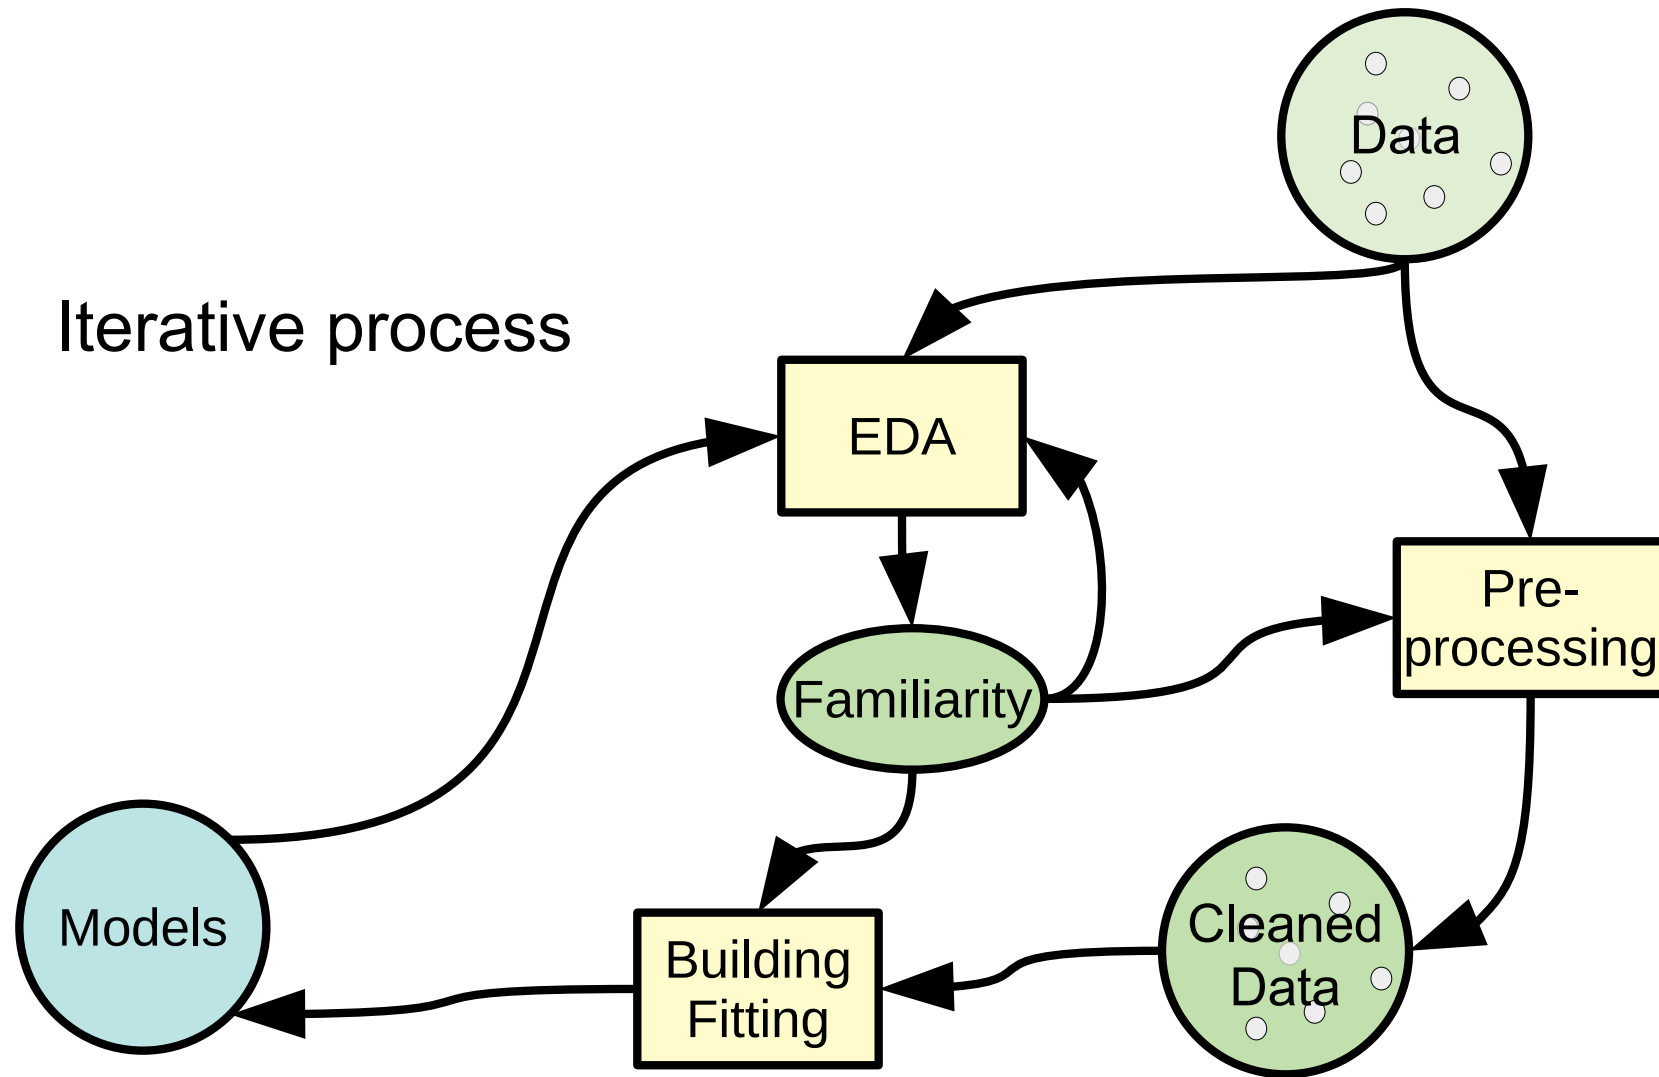 Data
Iterative process
EDA
Pre-
processing
Familiarity
Models
Building
Fitting
Cleaned
Data